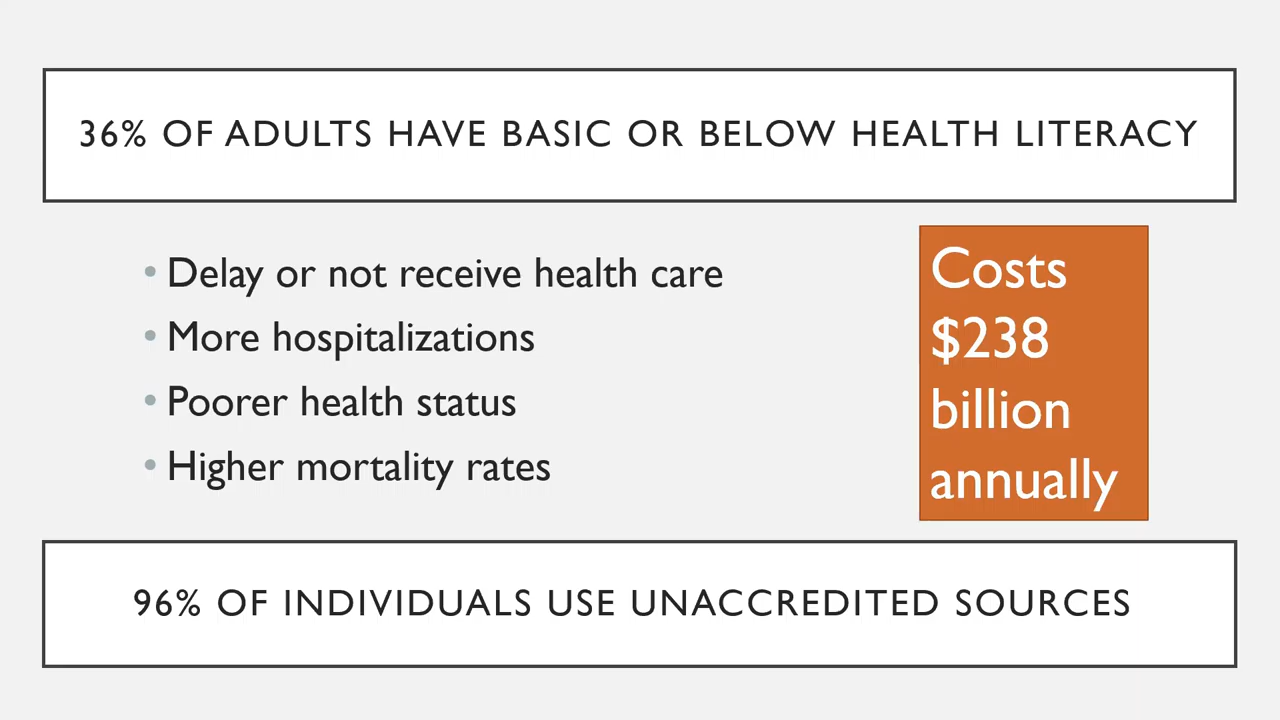 36% OF ADULTS HAVE BASIC OR BELOW HEALTH LITERACY
• Delay or not receive health care
• More hospitalizations
• Poorer health status
• Higher mortality rates
Costs
$238
billion
annually
96% OF INDIVIDUALS USE UNACCREDITED SOURCES